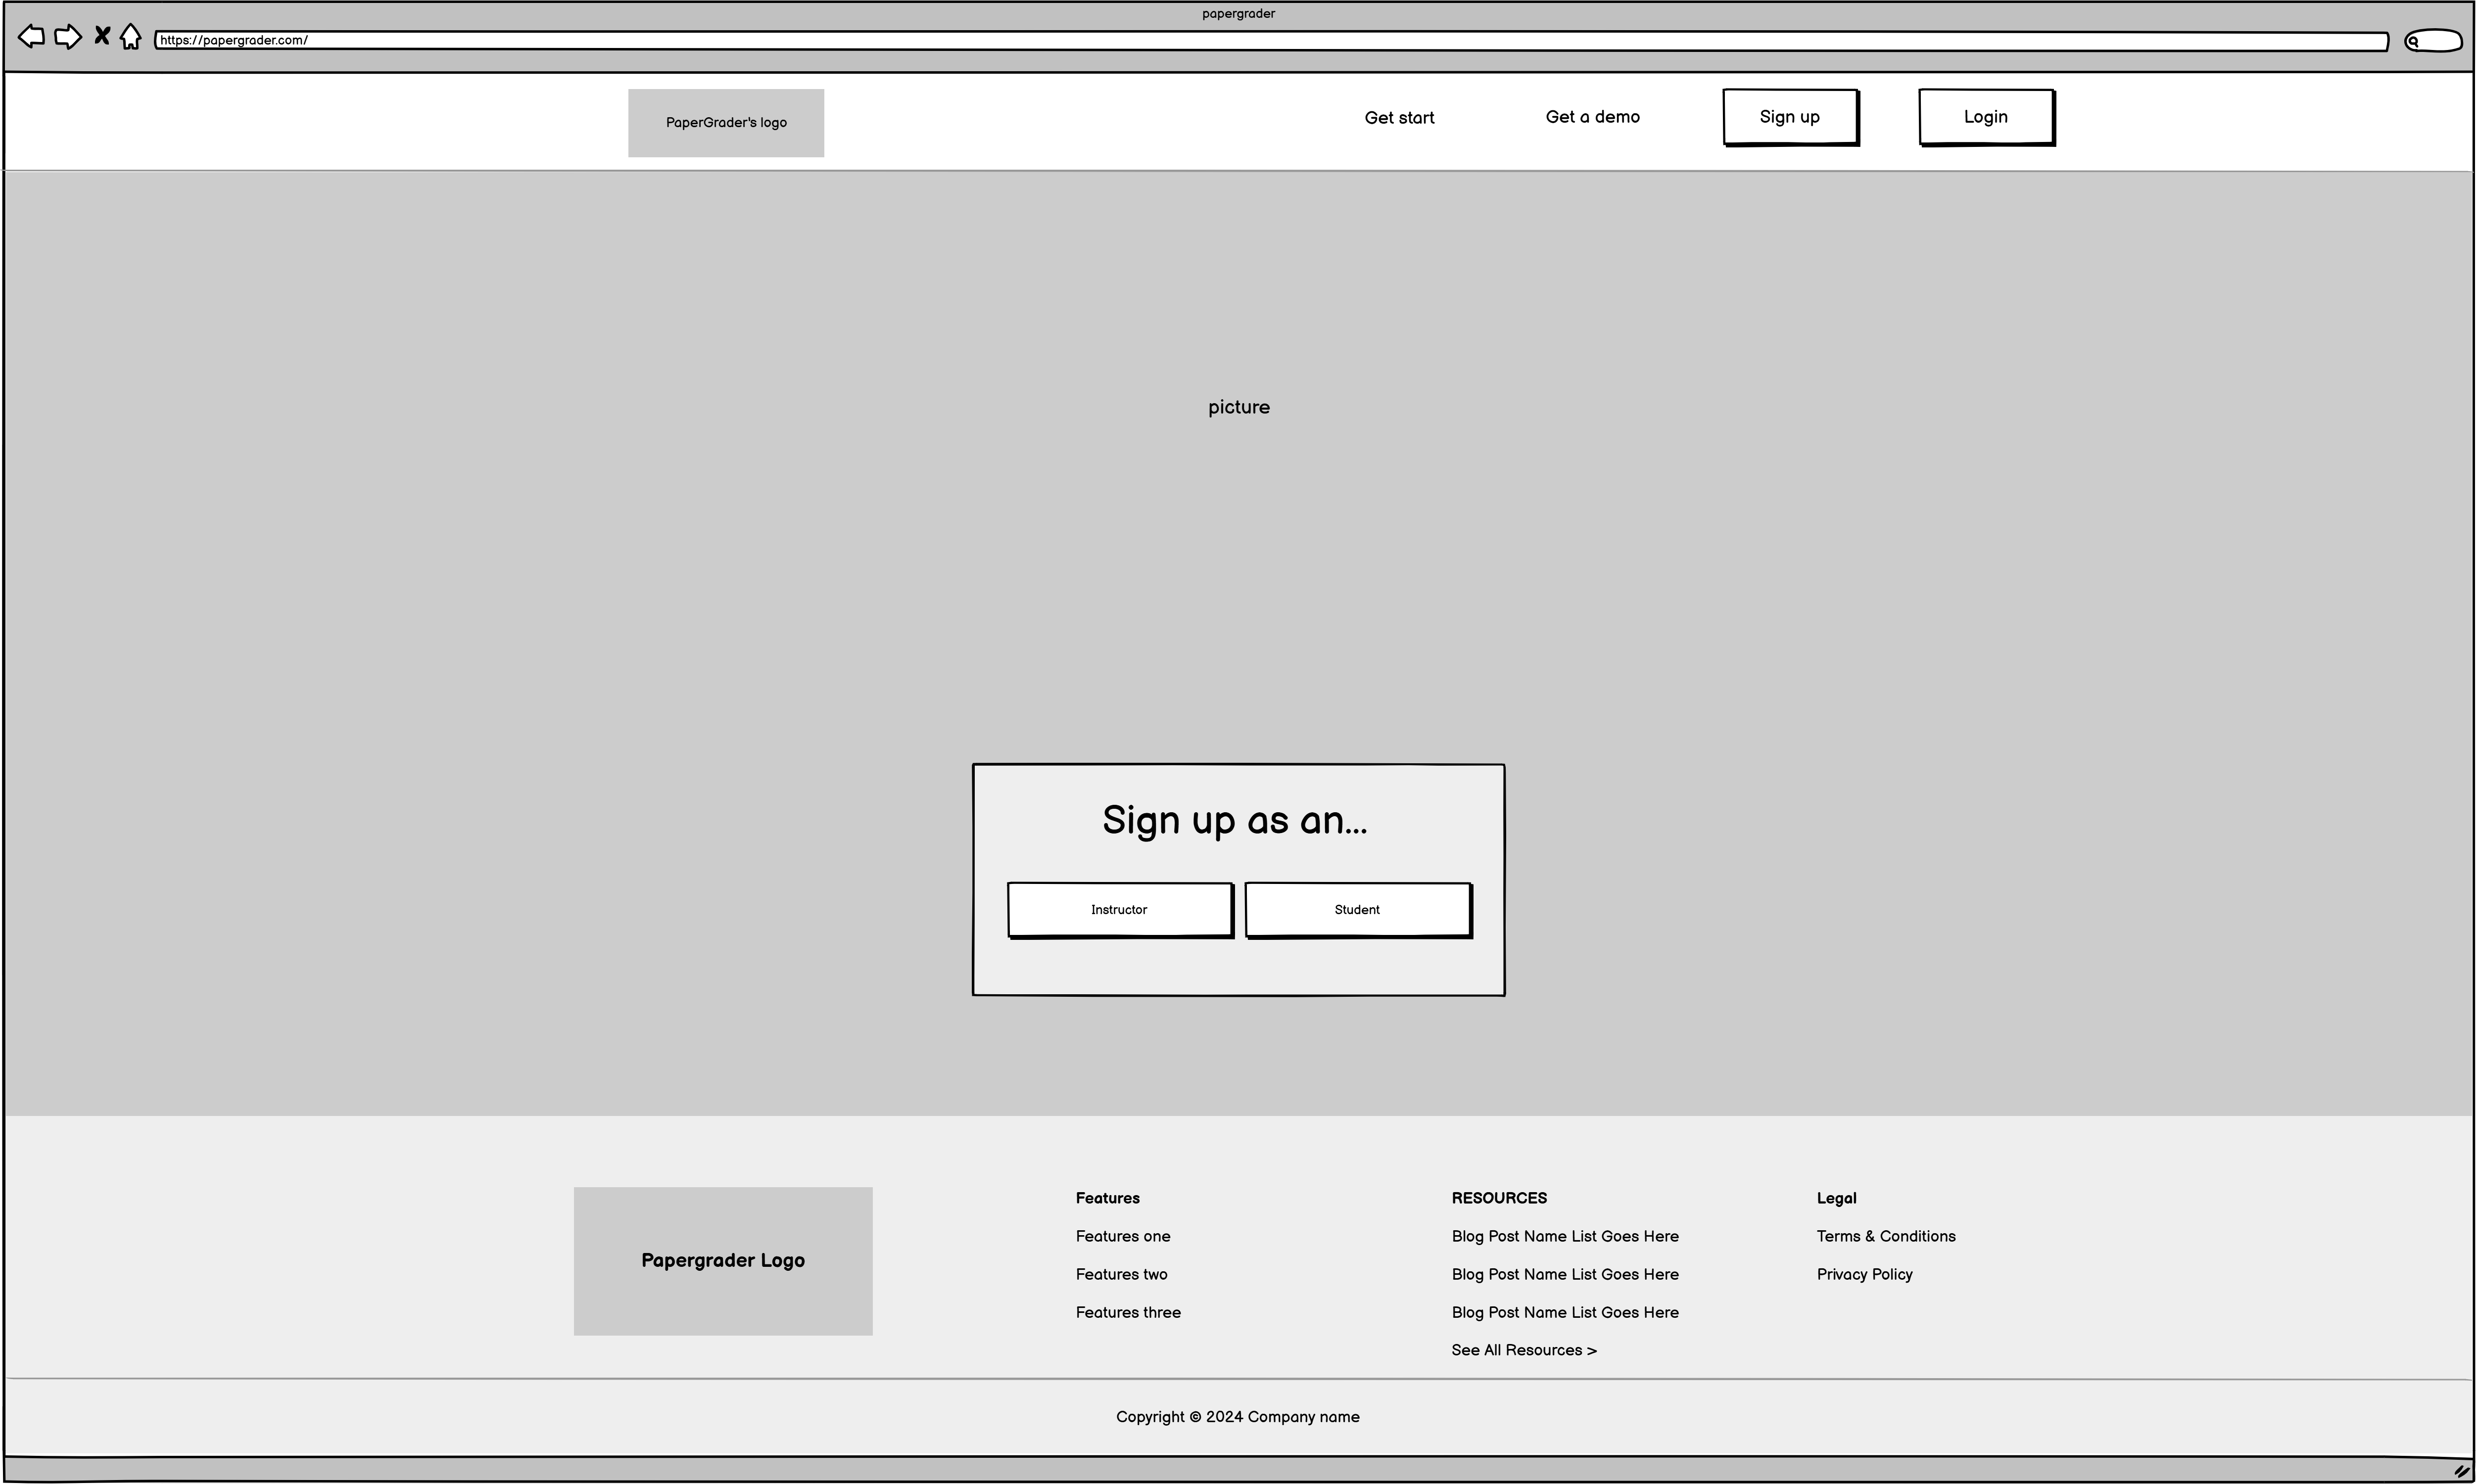 papergrader
https://papergrader.com/
PaperGrader's logo
Get start
Get a demo
Sign up
Login
picture
Sign up as an...
Instructor
Student
Papergrader Logo
Features
Features one
Features two
Features three
RESOURCES
Blog Post Name List Goes Here
Blog Post Name List Goes Here
Blog Post Name List Goes Here
See All Resources >
Legal
Terms & Conditions
Privacy Policy
Copyright © 2024 Company name